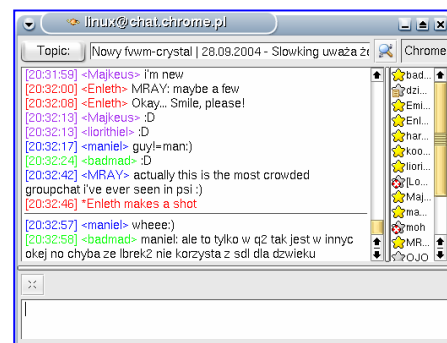 linux@chat.chrome.pl
Topic: Nowy fvwm-crystal | 28.09.2004 - Slowking uważa że Chrome
[20:31:59] <Majkeus> i'm new
[20:32:00] <Enleth> MRAY: maybe a few
[20:32:08] <Enleth> Okay... Smile, please!
[20:32:13] <Majkeus> :D
[20:32:13] <liorithiel> :D
[20:32:17] <maniel> guy!=man:)
[20:32:24] <badmad> :D
[20:32:42] <MRAY> actually this is the most crowded
groupchat i've ever seen in psi :)
[20:32:46] *Enleth makes a shot
[20:32:57] <maniel> wheee:)
[20:32:58] <badmad> maniel: ale to tylko w q2 tak jest w innyc
okej no chyba ze lbrek2 nie korzysta z sdl dla dzwieku
bad...
dzi...
Emi...
Enl...
har...
koo...
liori...
[Lo...
Maj...
ma...
moh
MR...
OJO